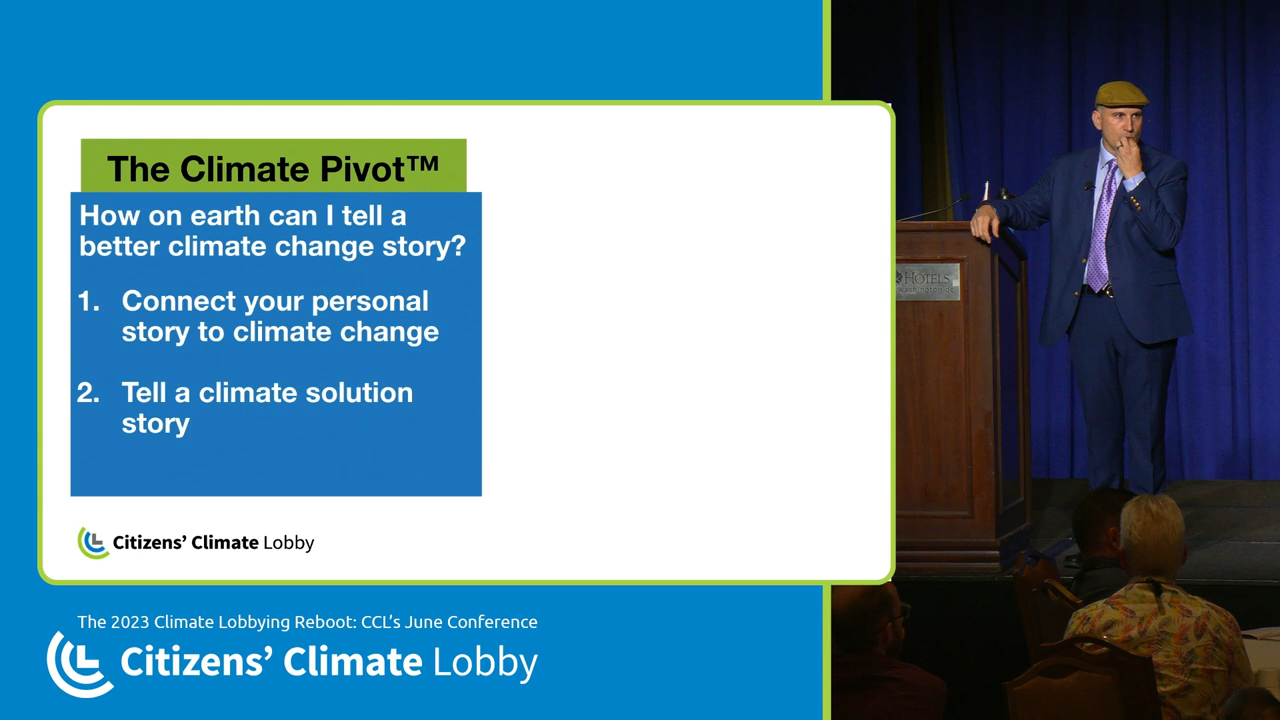 The Climate Pivot™
How on earth can I tell a
better climate change story?
1. Connect your personal
story to climate change
2. Tell a climate solution
story
Citizens' Climate Lobby
The 2023 Climate Lobbying Reboot: CCL's June Conference
Citizens' Climate Lobby
HOTELS
washington dc